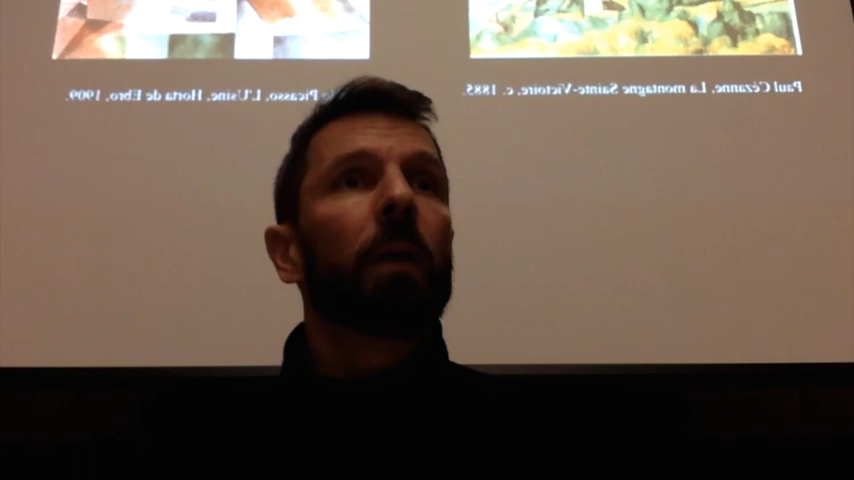 Picasso, L'Usine, Horta de Ebro, 1909.
Paul Cézanne, La montagne Sainte-Victoire, c. 1885.